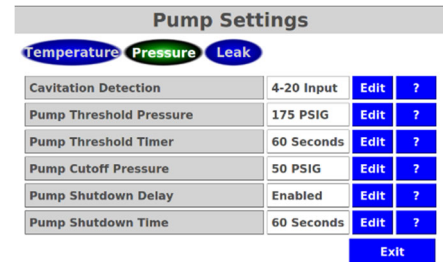 Pump Settings
Temperature Pressure Leak
Cavitation Detection 4-20 Input Edit ?
Pump Threshold Pressure 175 PSIG Edit ?
Pump Threshold Timer 60 Seconds Edit ?
Pump Cutoff Pressure 50 PSIG Edit ?
Pump Shutdown Delay Enabled Edit ?
Pump Shutdown Time 60 Seconds Edit ?
Exit